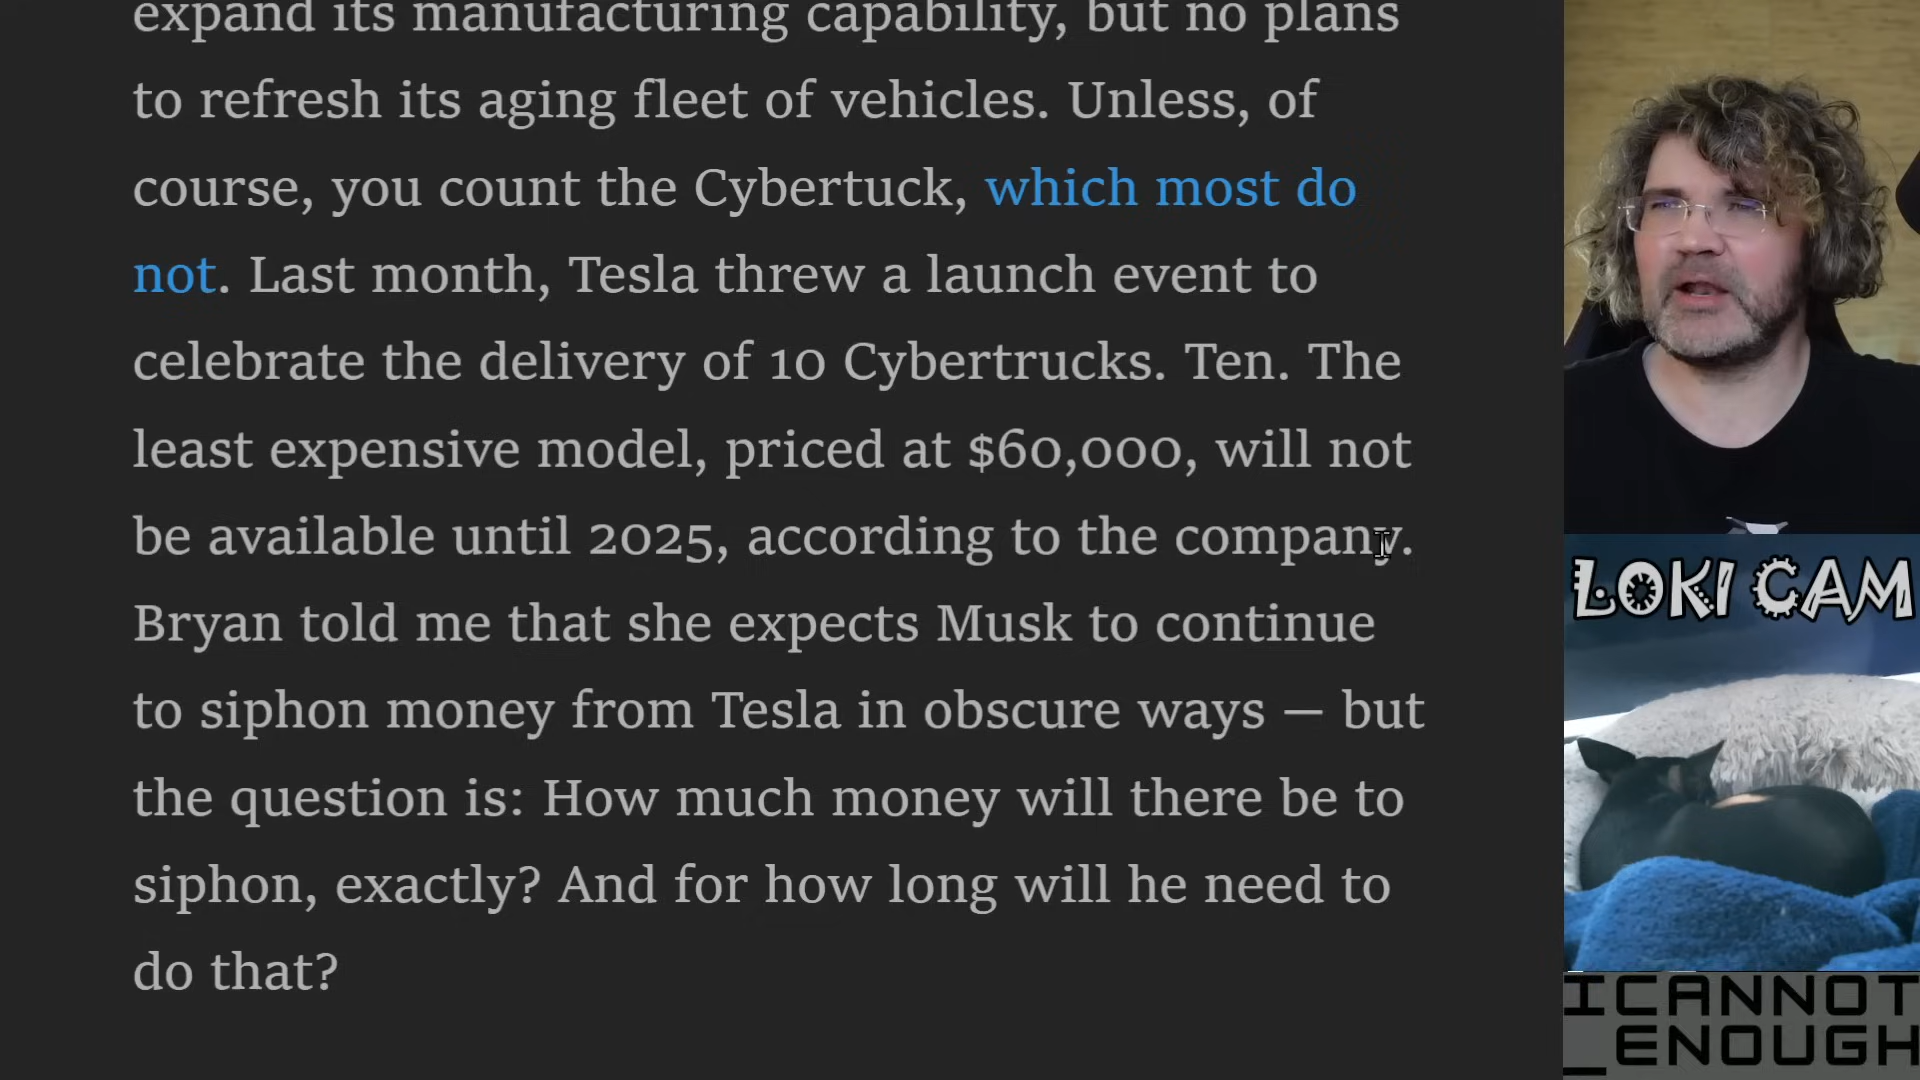 expand its manufacturing capability, but no plans
to refresh its aging fleet of vehicles. Unless, of
course, you count the Cybertuck, which most do
not. Last month, Tesla threw a launch event to
celebrate the delivery of 10 Cybertrucks. Ten. The
least expensive model, priced at $60,000, will not
be available until 2025, according to the company.
Bryan told me that she expects Musk to continue
to siphon money from Tesla in obscure ways — but
the question is: How much money will there be to
siphon, exactly? And for how long will he need to
do that?
LOKI CAM
ICANNOT
_ENOUGH